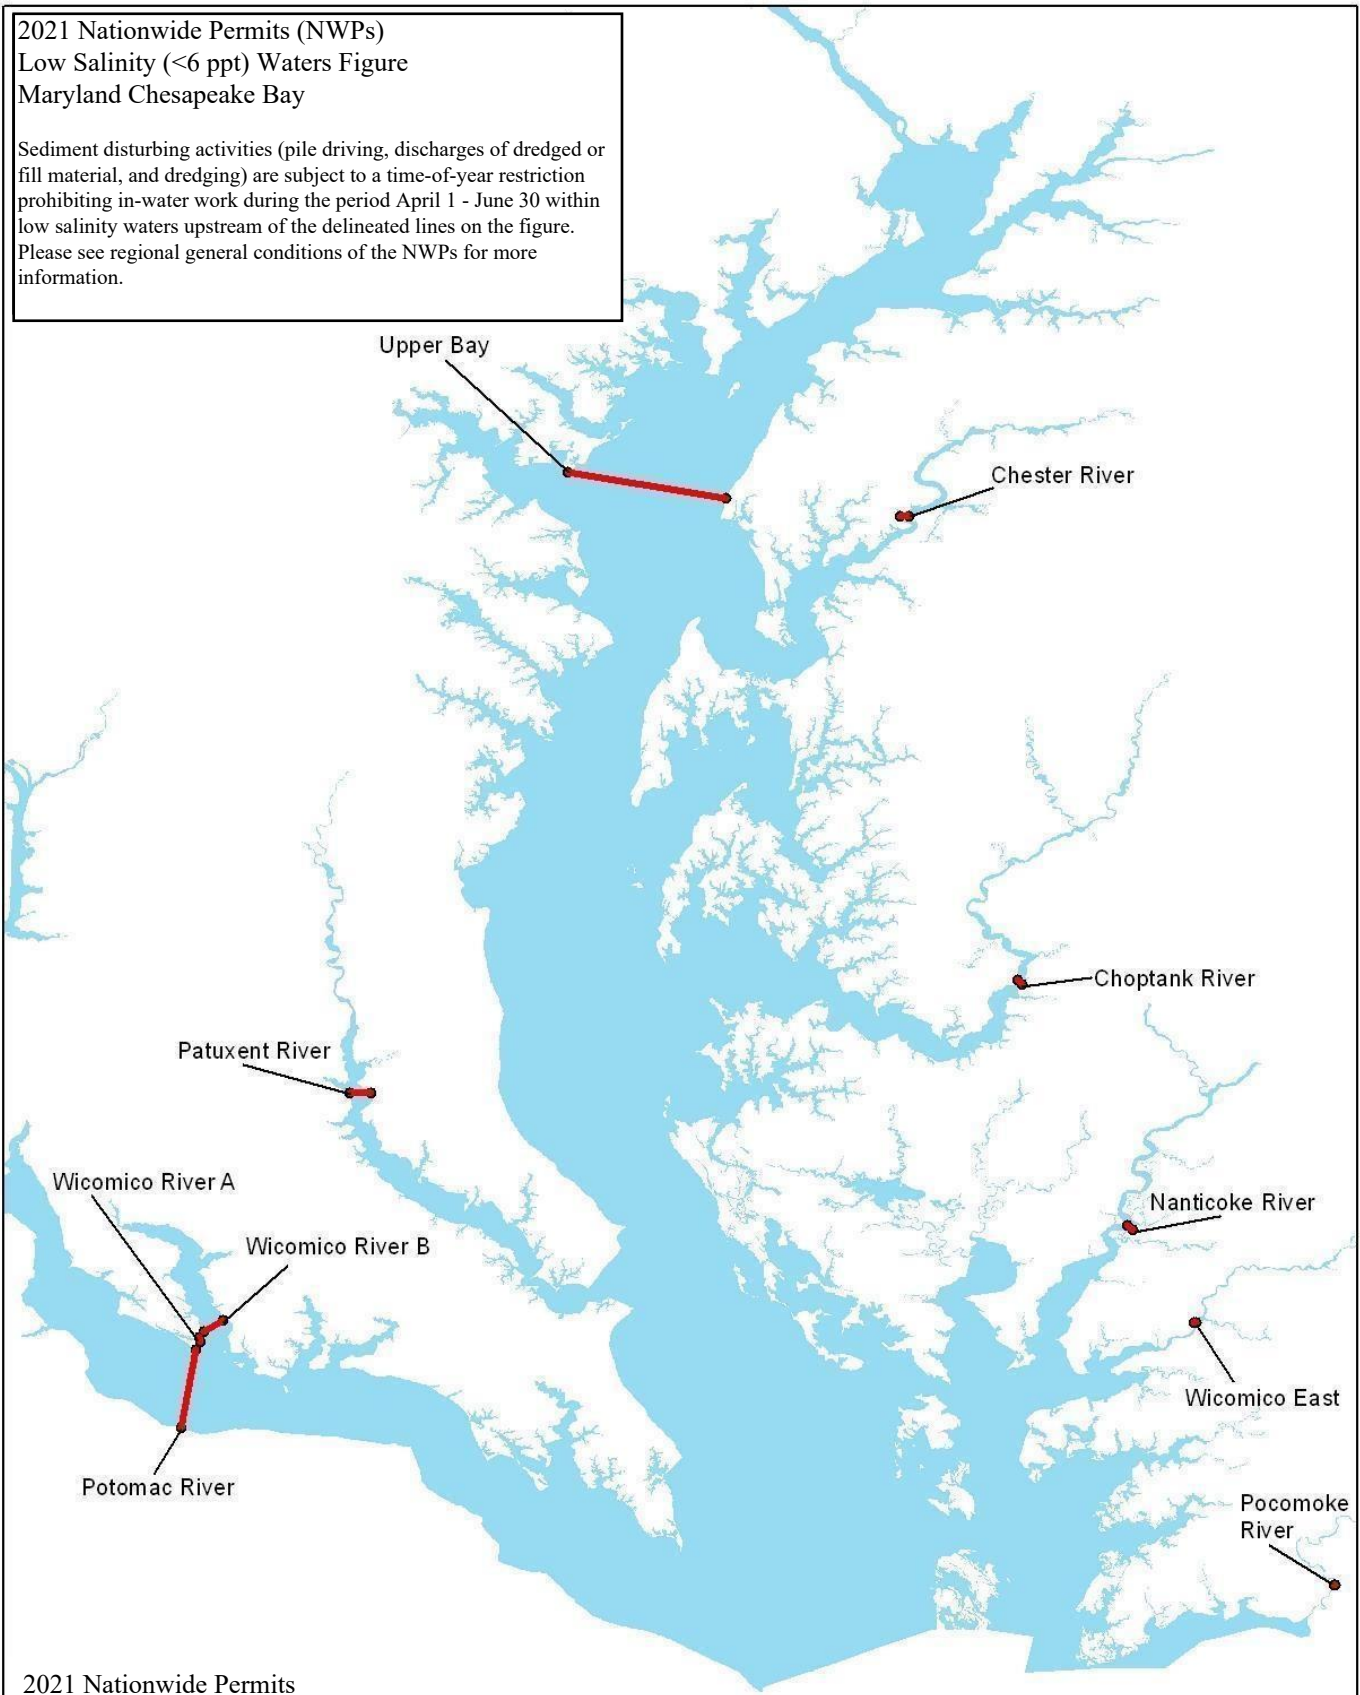 2021 Nationwide Permits (NWPs)
Low Salinity (<6 ppt) Waters Figure
Maryland Chesapeake Bay
Sediment disturbing activities (pile driving, discharges of dredged or
fill material, and dredging) are subject to a time-of-year restriction
prohibiting in-water work during the period April 1 - June 30 within
low salinity waters upstream of the delineated lines on the figure.
Please see regional general conditions of the NWPs for more
information.
Upper Bay
Chester River
Choptank River
Patuxent River
Wicomico River A
Nanticoke River
Wicomico River B
Wicomico East
Potomac River
Pocomoke
River
2021 Nationwide Permits